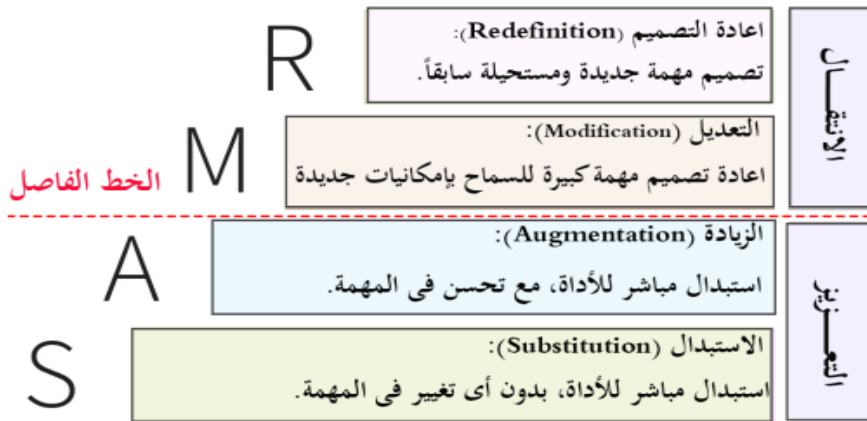 R
اعادة التصميم (Redefinition):
تصميم مهمة جديدة ومستحيلة سابقاً.
الانتقـــال
M
التعديل (Modification):
اعادة تصميم مهمة كبيرة للسماح بإمكانيات جديدة
الخط الفاصل
A
الزيادة (Augmentation):
استبدال مباشر للأداة، مع تحسن فى المهمة.
التعـــزيز
S
الاستبدال (Substitution):
استبدال مباشر للأداة، بدون أى تغيير فى المهمة.